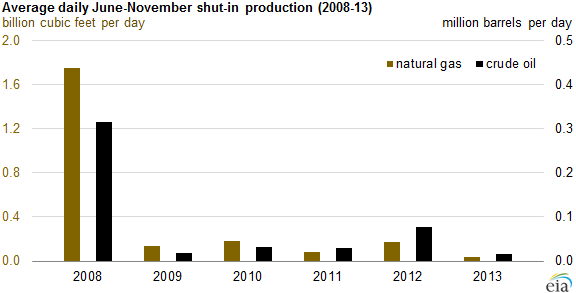 Average daily June-November shut-in production (2008-13)
billion cubic feet per day million barrels per day
2.0 0.5
natural gas crude oil
1.6 0.4
1.2 0.3
0.8 0.2
0.4 0.1
0.0 0.0
2008 2009 2010 2011 2012 2013
eia